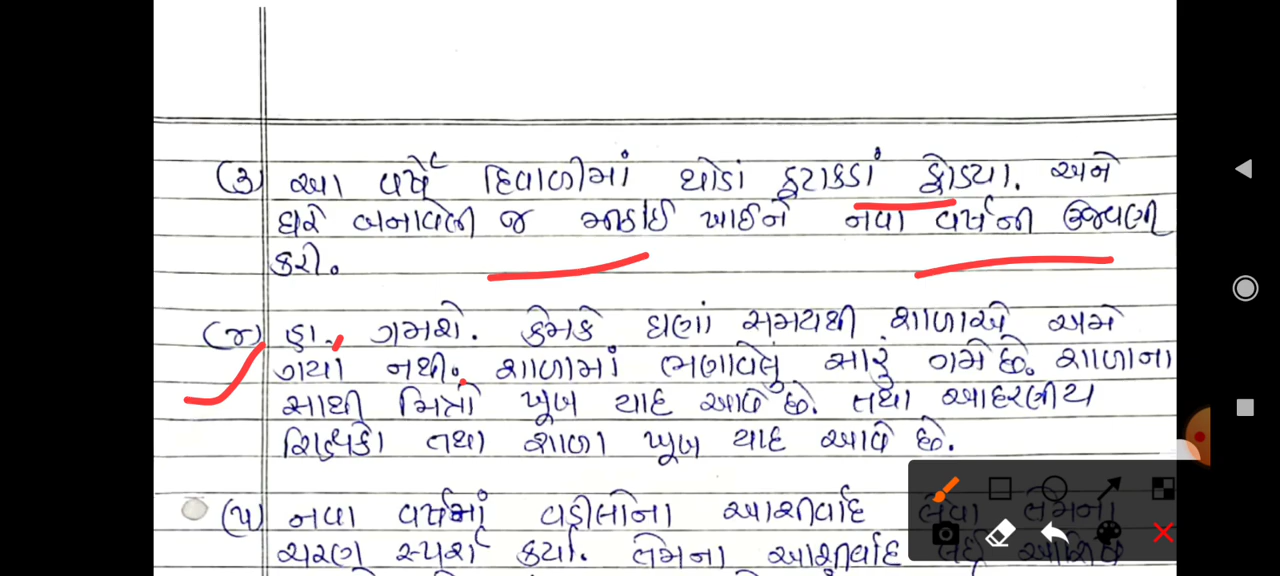 (૩) આ વર્ષે દિવાળીમાં થોડાં ફટાકડાં ફોડયા. અને
ઘરે બનાવેલી જ મીઠાઈ ખાઈને નવા વર્ષની ઉજવણી
કરી.
(૪) હા. ગમશે. કેમકે ઘણાં સમયથી શાળાએ અમે
ગયા નથી. શાળામાં ભણાવેલું સારું ગમે છે. શાળાના
સાથી મિત્રો ખૂબ યાદ આવે છે. તથા આદરણીય
શિક્ષકો તથા શાળા ખૂબ યાદ આવે છે.
(૫) નવા વર્ષમાં વડીલોના આશીર્વાદ લેવા તેમના
ચરણ સ્પર્શ કર્યા. તેમના આશીર્વાદ લઈ